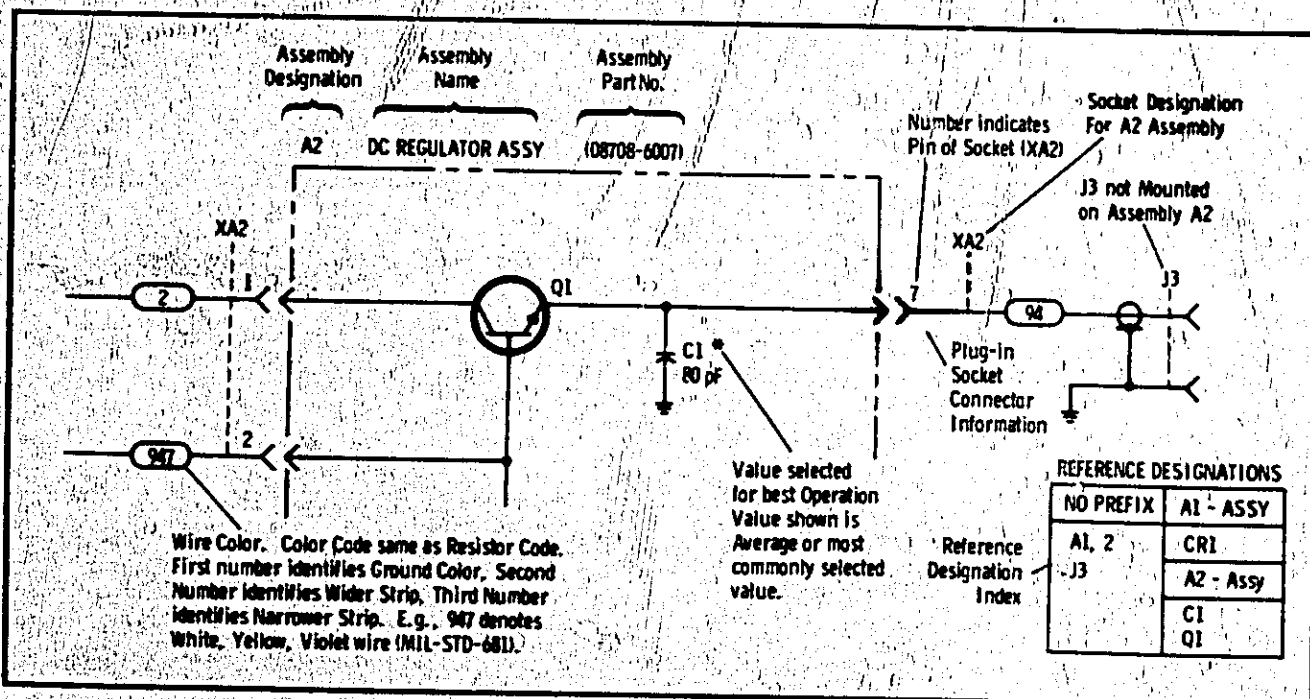 Assembly
Designation
Assembly
Name
Assembly
Part No.
A2
DC REGULATOR ASSY
(08708-6007)
Number indicates
Pin of Socket (XA2)
Socket Designation
For A2 Assembly
J3 not Mounted
on Assembly A2
XA2
XA2
J3
2
1
Q1
7
94
C1 *
80 pF
Plug-in
Socket
Connector
Information
947
2
Value selected
for best Operation
Value shown is
Average or most
commonly selected
value.
Wire Color. Color Code same as Resistor Code.
First number identifies Ground Color, Second
Number identifies Wider Strip, Third Number
identifies Narrower Strip. E.g., 947 denotes
White, Yellow, Violet wire (MIL-STD-681).
Reference
Designation
Index
REFERENCE DESIGNATIONS
NO PREFIX
A1 - ASSY
A1, 2
J3
CR1
A2 - Assy
C1
Q1